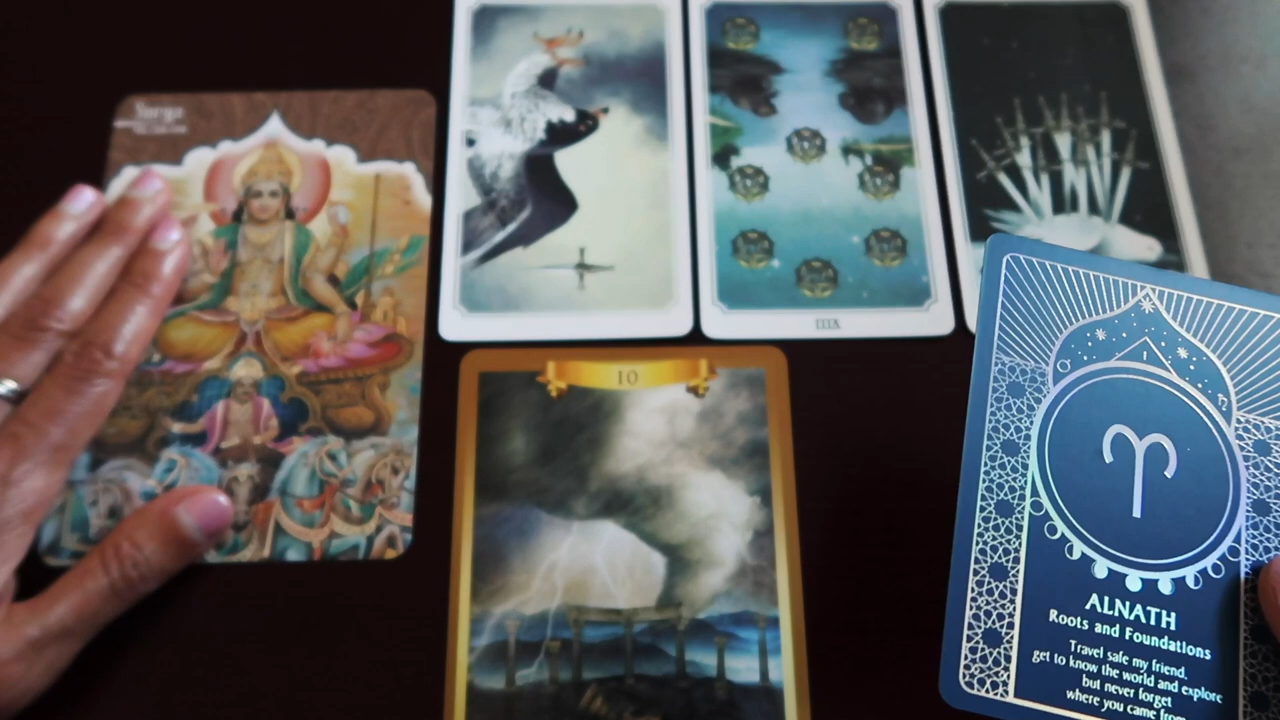 Surya
IIIV
10
ALNATH
Roots and Foundations
Travel safe my friend,
get to know the world and explore
but never forget
where you came from